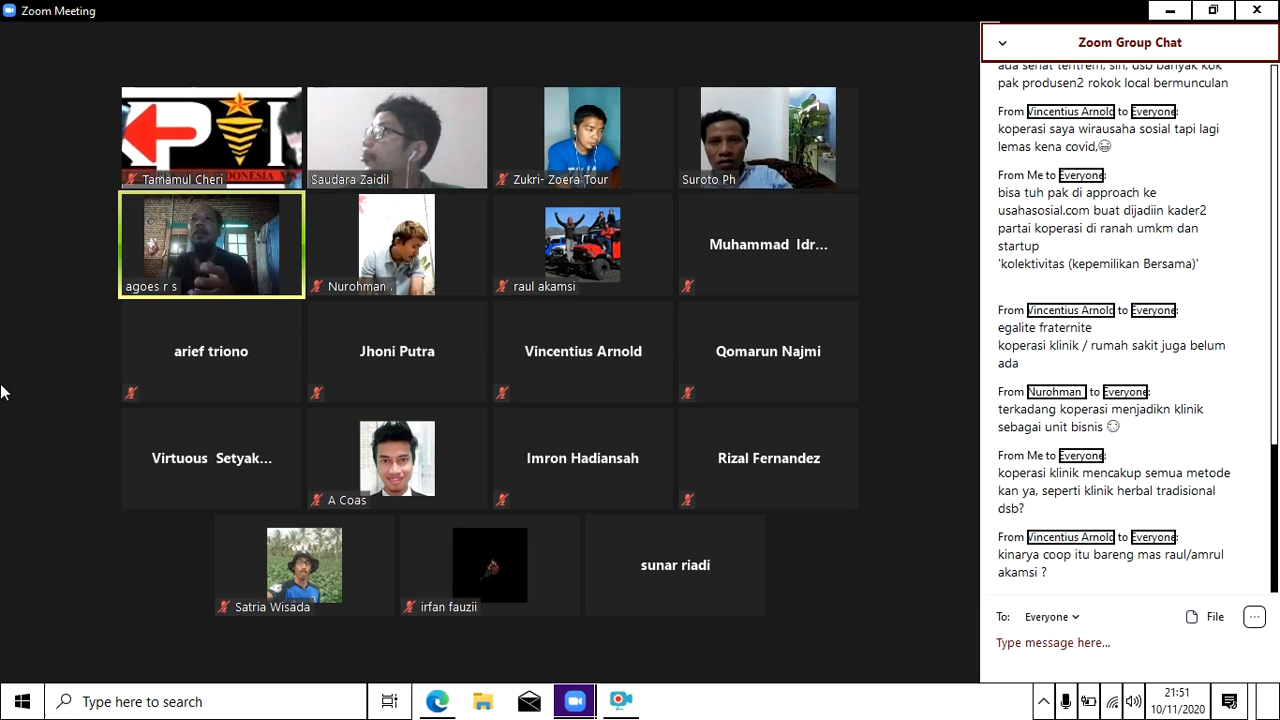 Zoom Meeting
Zoom Group Chat
pak produsen2 rokok local bermunculan
From Vincentius Arnold to Everyone:
koperasi saya wirausaha sosial tapi lagi
lemas kena covid,😂
From Me to Everyone:
bisa tuh pak di approach ke
usahasosial.com buat dijadiin kader2
partai koperasi di ranah umkm dan
startup
'kolektivitas (kepemilikan Bersama)'
From Vincentius Arnold to Everyone:
egalite fraternite
koperasi klinik / rumah sakit juga belum
ada
From Nurohman to Everyone:
terkadang koperasi menjadikn klinik
sebagai unit bisnis
From Me to Everyone:
koperasi klinik mencakup semua metode
kan ya, seperti klinik herbal tradisional
dsb?
From Vincentius Arnold to Everyone:
kinarya coop itu bareng mas raul/amrul
akamsi ?
To: Everyone File
Type message here...
Tamamul Cheri
Saudara Zaidil
Zukri- Zoera Tour
Suroto Ph
agoes r s
Nurohman .
raul akamsi
Muhammad Idr...
arief triono
Jhoni Putra
Vincentius Arnold
Qomarun Najmi
Virtuous Setyak...
A Coas
Imron Hadiansah
Rizal Fernandez
Satria Wisada
irfan fauzii
sunar riadi
Type here to search
21:51
10/11/2020